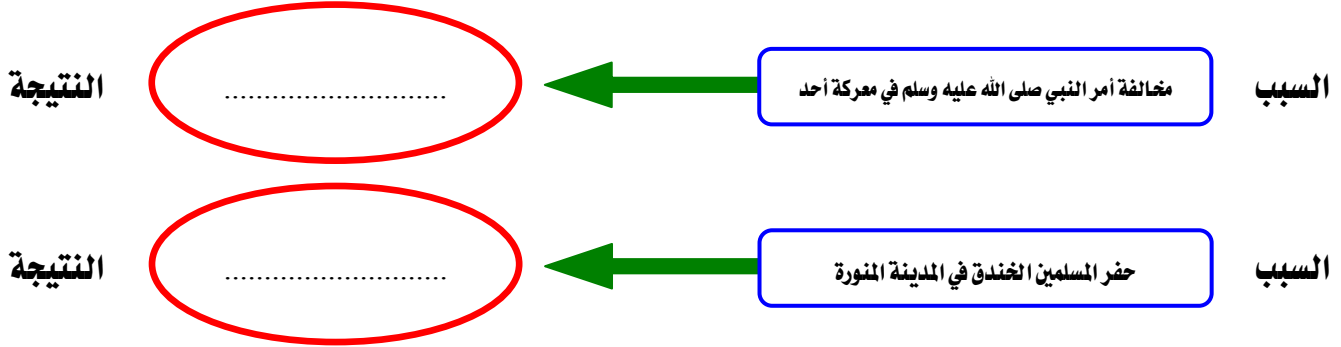 السبب
مخالفة أمر النبي صلى الله عليه وسلم في معركة أحد
............................
النتيجة
السبب
حفر المسلمين الخندق في المدينة المنورة
............................
النتيجة